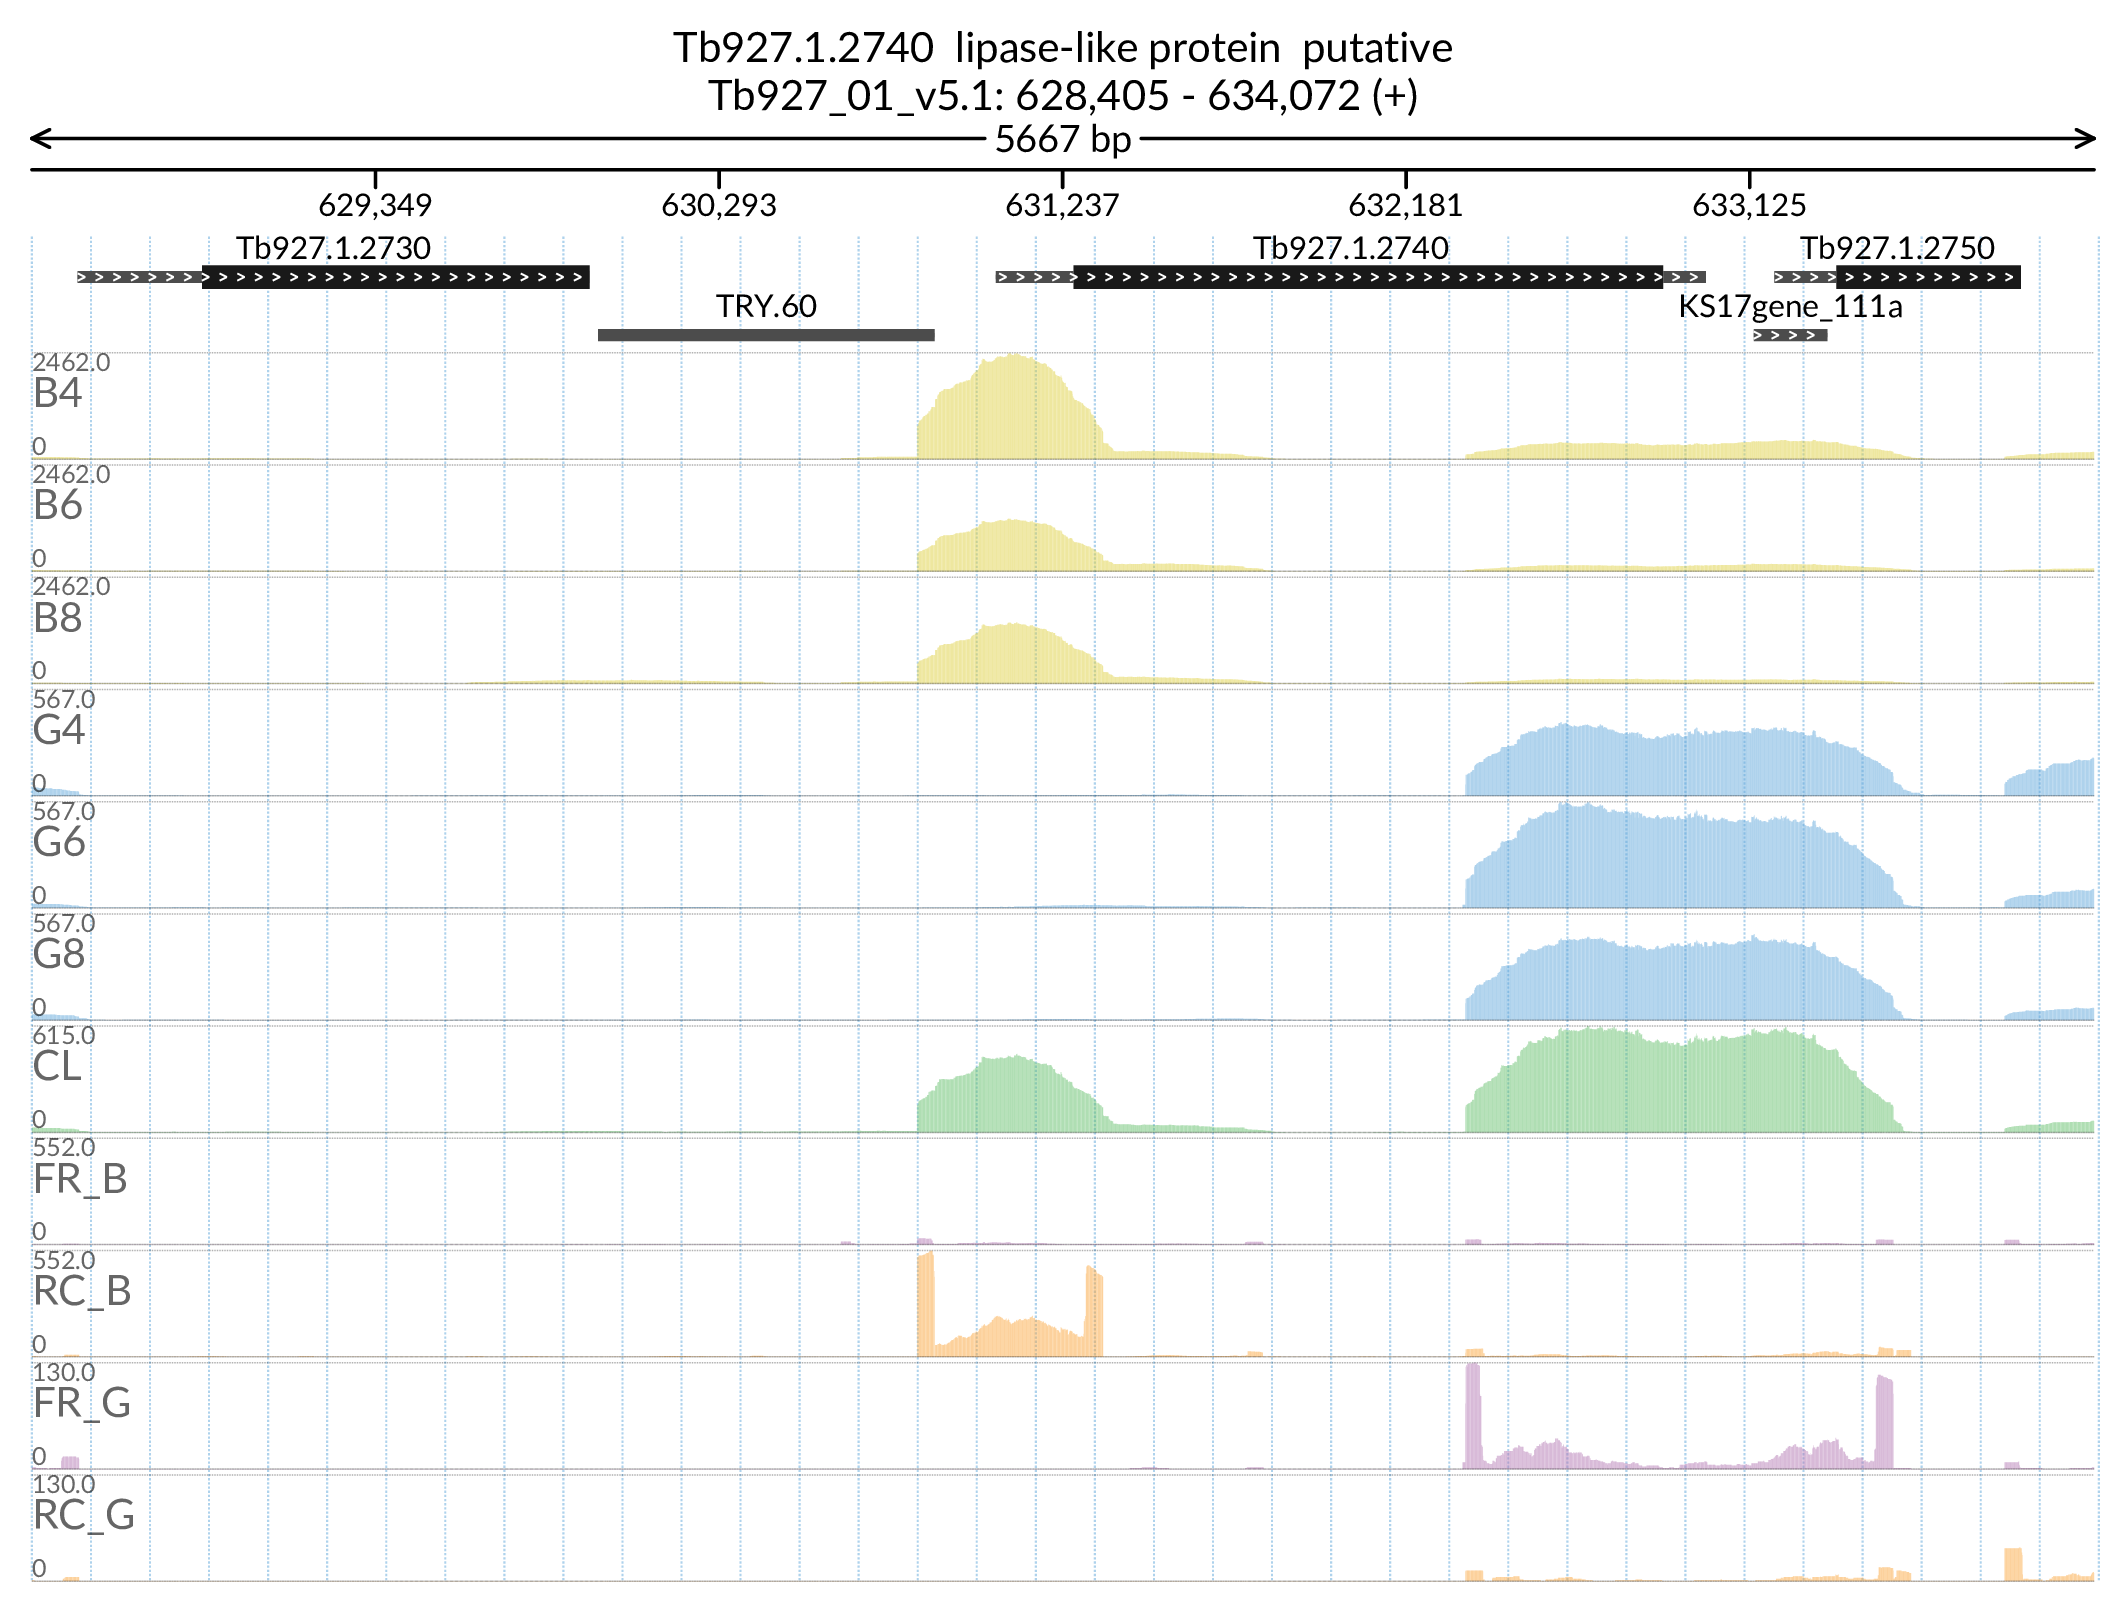 Tb927.1.2740 lipase-like protein putative
Tb927_01_v5.1: 628,405 - 634,072 (+)
5667 bp
629,349 630,293 631,237 632,181 633,125
Tb927.1.2730 Tb927.1.2740 Tb927.1.2750
TRY.60 KS17gene_111a
2462.0
B4
0
2462.0
B6
0
2462.0
B8
0
567.0
G4
0
567.0
G6
0
567.0
G8
0
615.0
CL
0
552.0
FR_B
0
552.0
RC_B
0
130.0
FR_G
0
130.0
RC_G
0